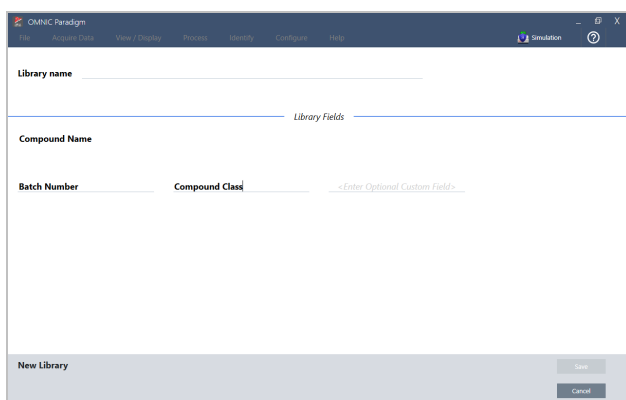 OMNIC Paradigm
File Acquire Data View / Display Process Identify Configure Help Simulation
Library name
Library Fields
Compound Name
Batch Number Compound Class <Enter Optional Custom Field>
New Library
Save
Cancel